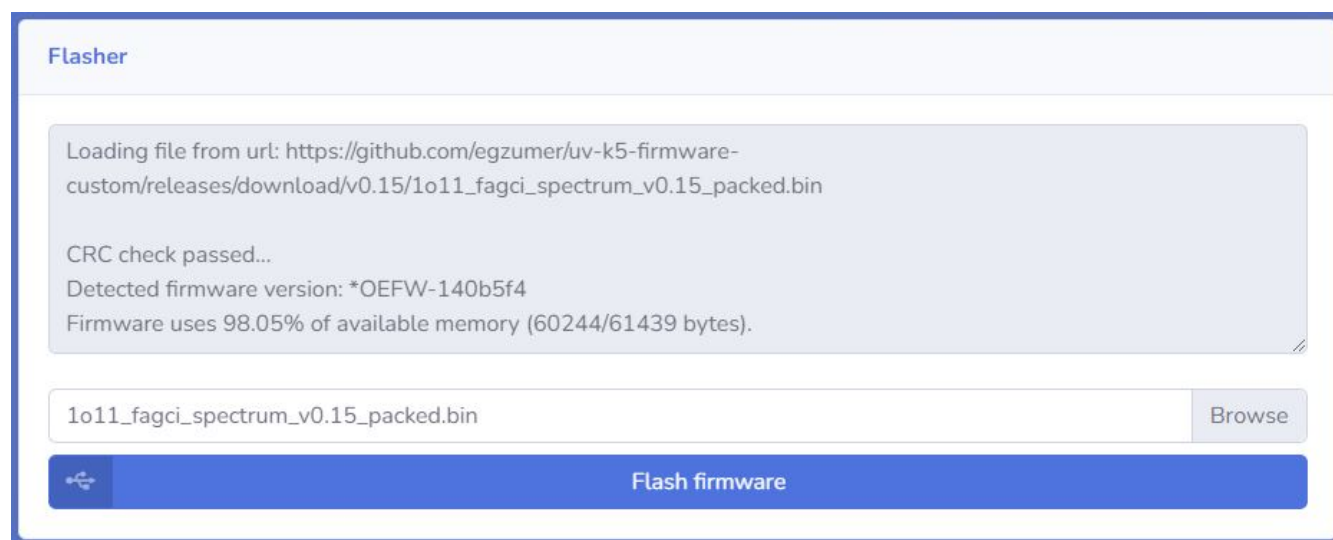 Flasher
Loading file from url: https://github.com/egzumer/uv-k5-firmware-
custom/releases/download/v0.15/1o11_fagci_spectrum_v0.15_packed.bin
CRC check passed...
Detected firmware version: *OEFW-140b5f4
Firmware uses 98.05% of available memory (60244/61439 bytes).
1o11_fagci_spectrum_v0.15_packed.bin
Browse
Flash firmware